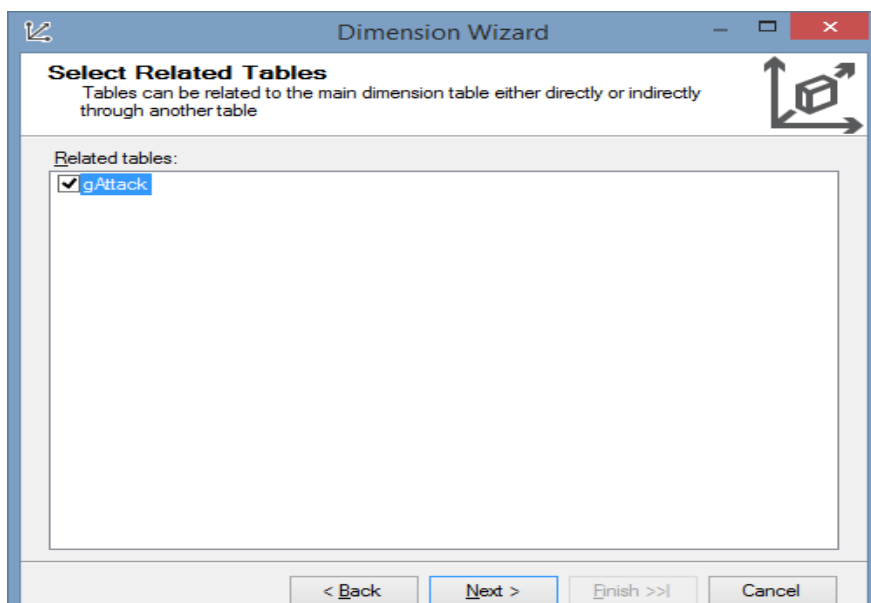 Dimension Wizard
Select Related Tables
Tables can be related to the main dimension table either directly or indirectly
through another table
Related tables:
gAttack
< Back
Next >
Finish >>|
Cancel